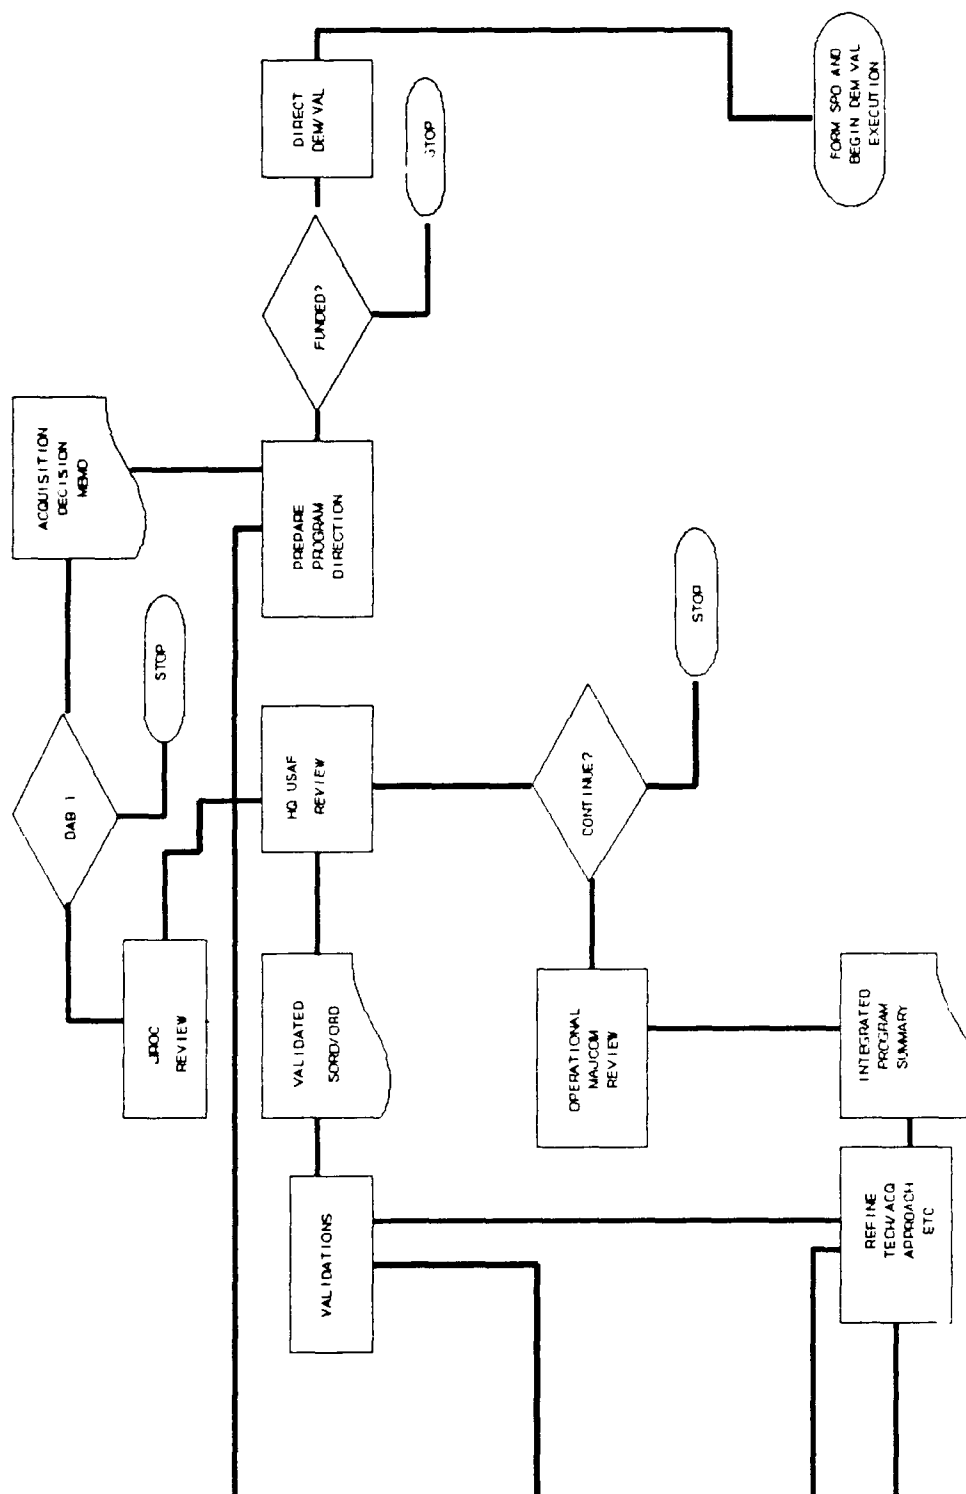 DAB I
ACQUISITION
DECISION
MEMO
JROC
REVIEW
STOP
VALIDATIONS
VALIDATED
SORD/ORD
HQ USAF
REVIEW
PREPARE
PROGRAM
DIRECTION
FUNDED?
DIRECT
DEM/VAL
STOP
OPERATIONAL
MAJCOM
REVIEW
CONTINUE?
STOP
REFINE
TECH/ACQ
APPROACH
ETC
INTEGRATED
PROGRAM
SUMMARY
FORM SPO AND
BEGIN DEM VAL
EXECUTION